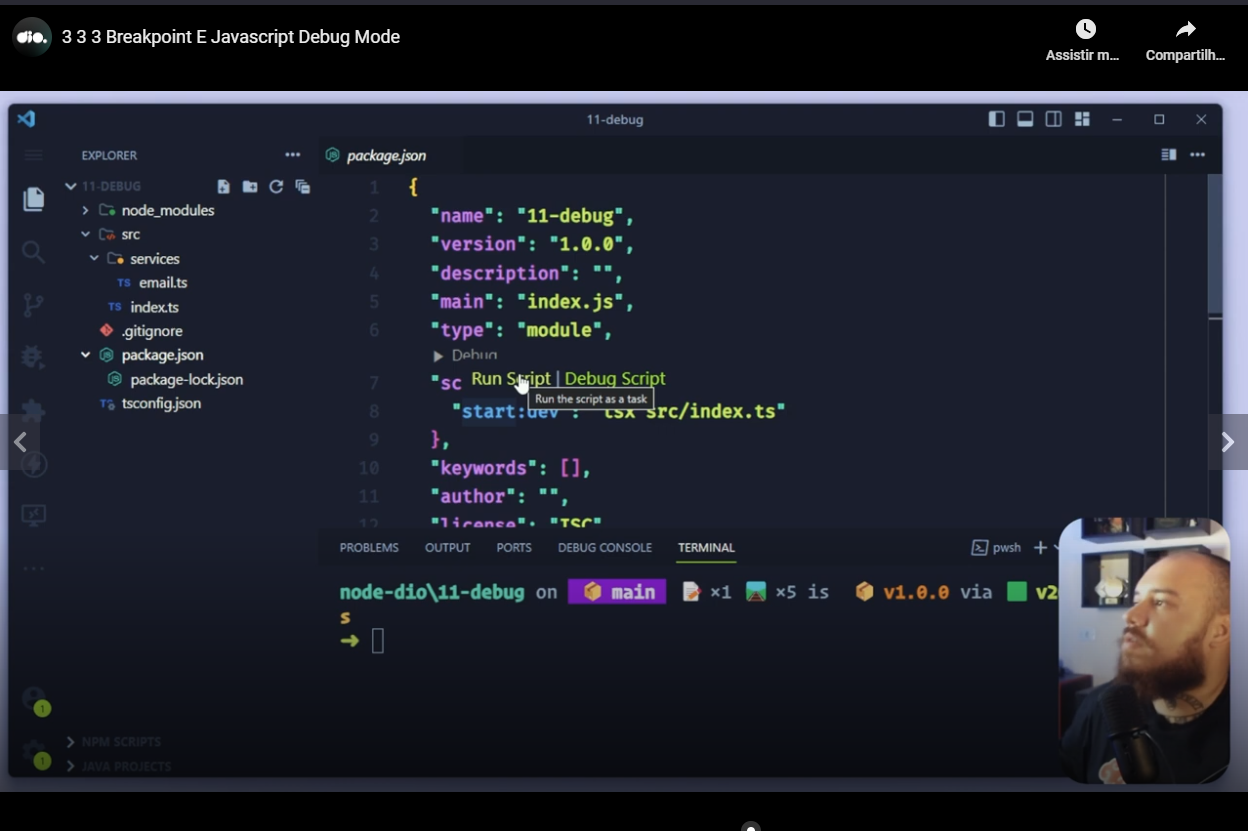 dio.
3 3 3 Breakpoint E Javascript Debug Mode
Assistir m...
Compartilh...
11-debug
EXPLORER
11-DEBUG
node_modules
src
services
email.ts
index.ts
.gitignore
package.json
package-lock.json
tsconfig.json
NPM SCRIPTS
JAVA PROJECTS
package.json
1 {
2 "name": "11-debug",
3 "version": "1.0.0",
4 "description": "",
5 "main": "index.js",
6 "type": "module",
Debug
Run Script | Debug Script
7 "sc
Run the script as a task
8 "start:dev": "tsx src/index.ts"
9 },
10 "keywords": [],
11 "author": "",
12 "license": "ISC"
PROBLEMS OUTPUT PORTS DEBUG CONSOLE TERMINAL
pwsh
node-dio\11-debug on main ×1 ×5 is v1.0.0 via v2
s
1
1